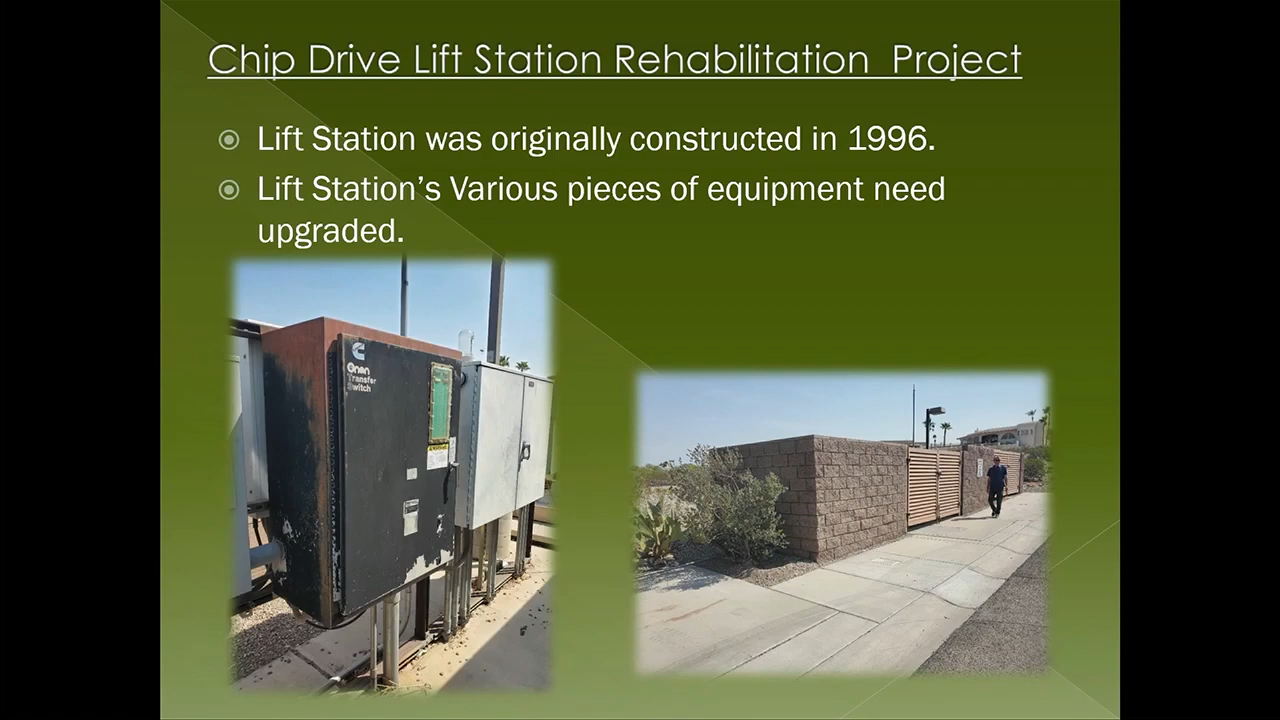 Chip Drive Lift Station Rehabilitation Project
Lift Station was originally constructed in 1996.
Lift Station’s Various pieces of equipment need
upgraded.
Onan
Transfer
Switch